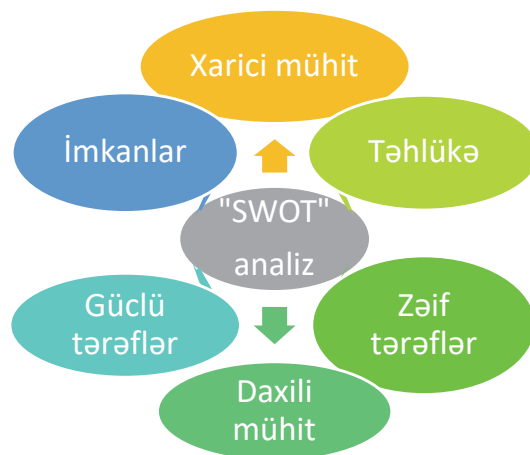 Xarici mühit
İmkanlar
Təhlükə
"SWOT"
analiz
Güclü
tərəflər
Zəif
tərəflər
Daxili
mühit